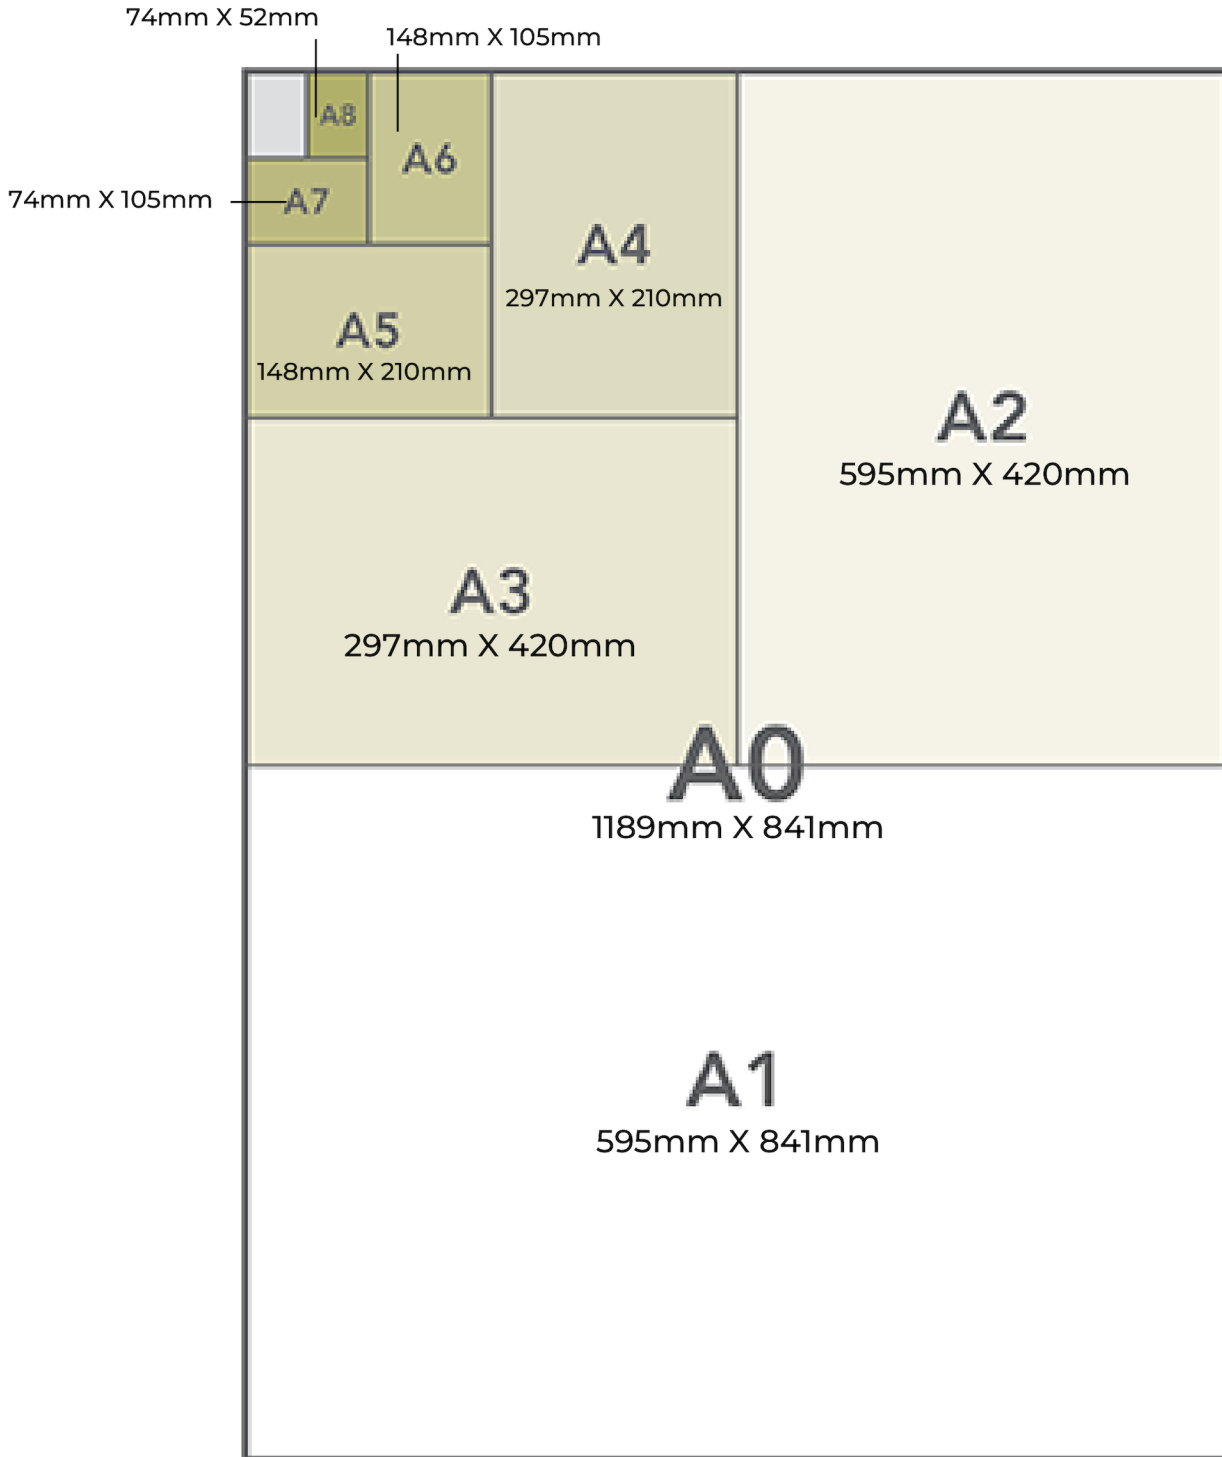 74mm X 52mm
148mm X 105mm
A8
A6
74mm X 105mm
A7
A4
297mm X 210mm
A5
148mm X 210mm
A2
595mm X 420mm
A3
297mm X 420mm
A0
1189mm X 841mm
A1
595mm X 841mm